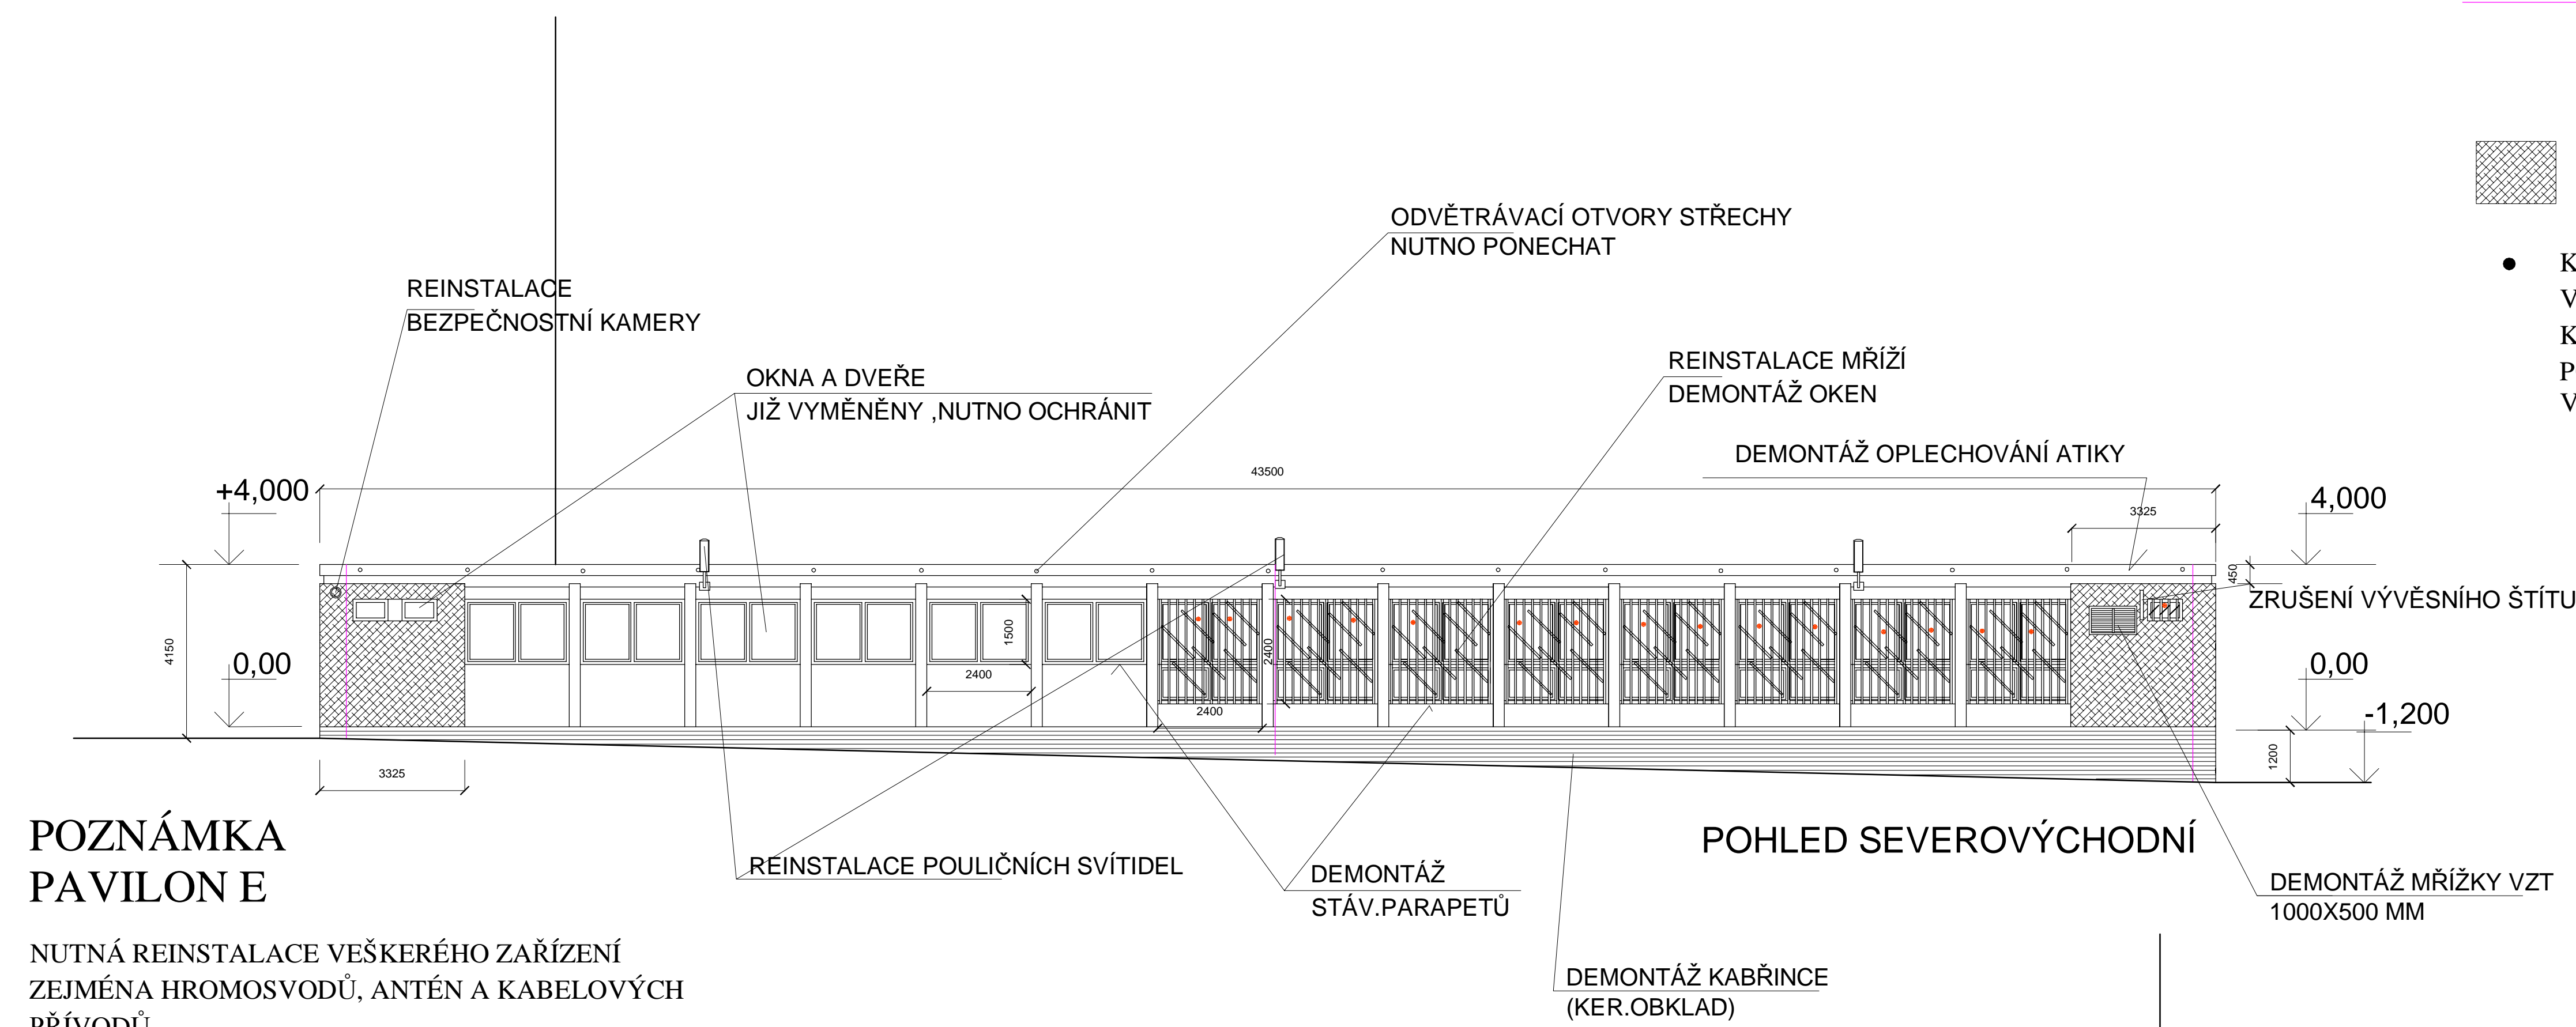 ODVĚTRÁVACÍ OTVORY STŘECHY
NUTNO PONECHAT
REINSTALACE
BEZPEČNOSTNÍ KAMERY
K
V
K
P
V
OKNA A DVEŘE
JIŽ VYMĚNĚNY ,NUTNO OCHRÁNIT
REINSTALACE MŘÍŽÍ
DEMONTÁŽ OKEN
DEMONTÁŽ OPLECHOVÁNÍ ATIKY
43500
+4,000
4,000
3325
450
ZRUŠENÍ VÝVĚSNÍHO ŠTÍTU
4150
0,00
1500
2400
2400
2400
0,00
-1,200
1200
3325
POZNÁMKA
PAVILON E
POHLED SEVEROVÝCHODNÍ
REINSTALACE POULIČNÍCH SVÍTIDEL
DEMONTÁŽ
STÁV.PARAPETŮ
DEMONTÁŽ MŘÍŽKY VZT
1000X500 MM
NUTNÁ REINSTALACE VEŠKERÉHO ZAŘÍZENÍ
ZEJMÉNA HROMOSVODŮ, ANTÉN A KABELOVÝCH
PŘÍVODŮ
DEMONTÁŽ KABŘINCE
(KER.OBKLAD)